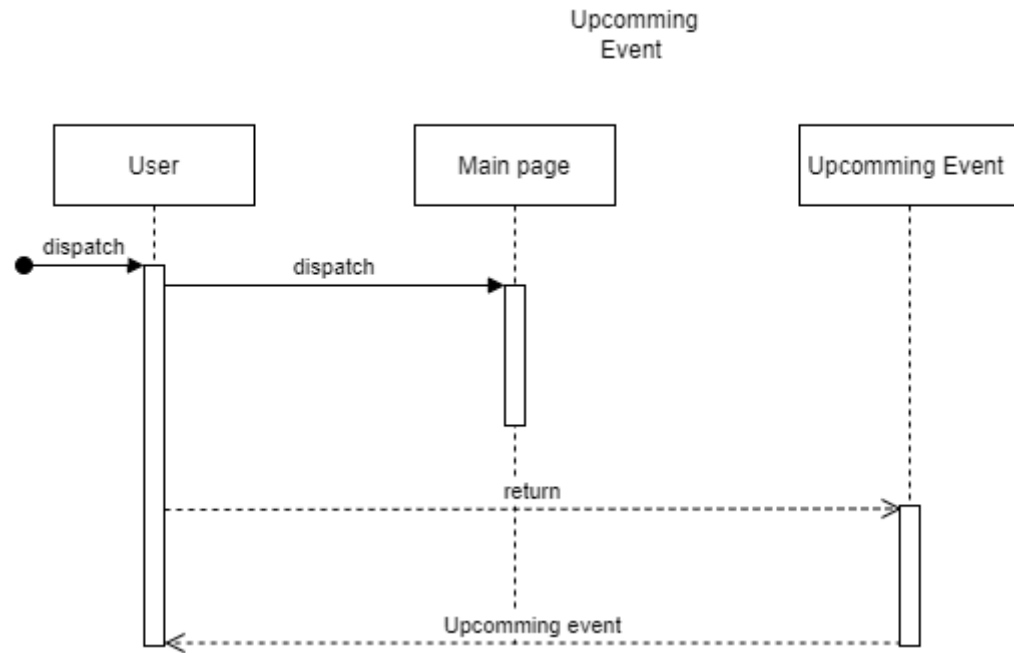 Upcomming
Event
User
Main page
Upcomming Event
dispatch
dispatch
return
Upcomming event